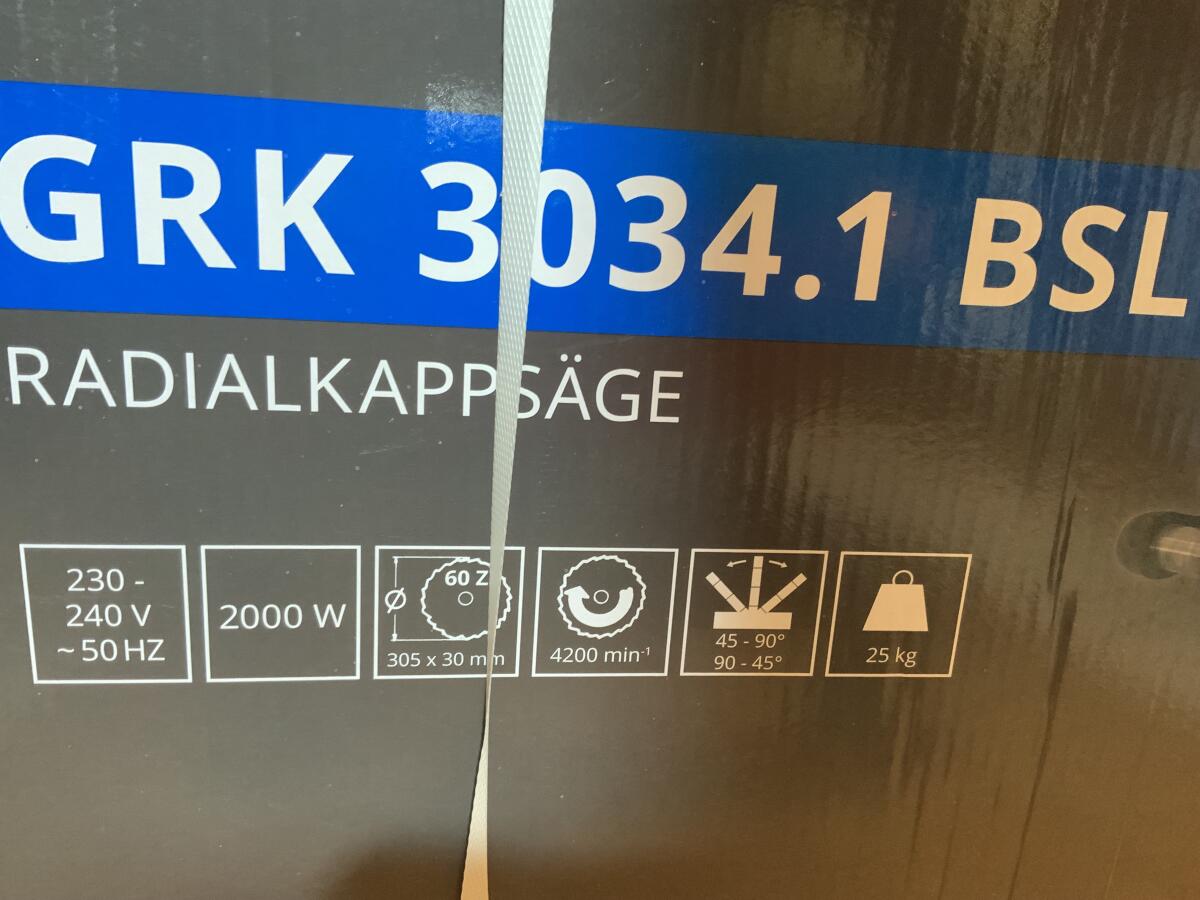 GRK 3034.1 BSL
RADIALKAPPSÄGE
230 -
240 V
~ 50 HZ
2000 W
60 Z
Ø
305 x 30 mm
4200 min⁻¹
45 - 90°
90 - 45°
25 kg